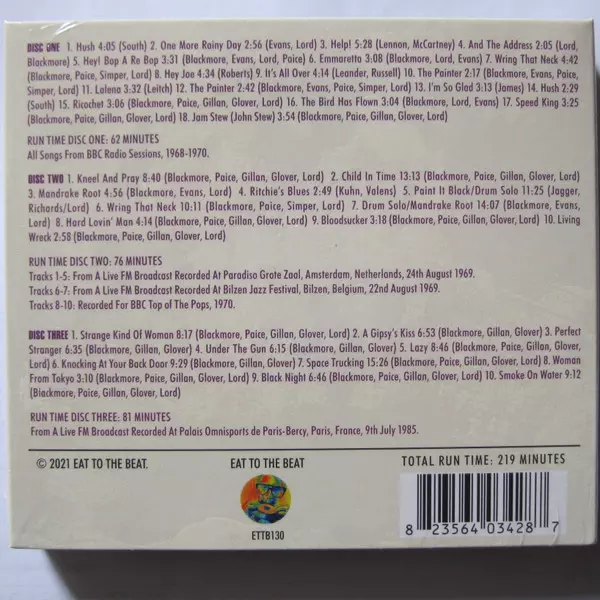 DISC ONE 1. Hush 4:05 (South) 2. One More Rainy Day 2:56 (Evans, Lord) 3. Help! 5:28 (Lennon, McCartney) 4. And The Address 2:05 (Lord,
Blackmore) 5. Hey! Bop A Re Bop 3:31 (Blackmore, Evans, Lord, Paice) 6. Emmaretta 3:08 (Blackmore, Lord, Evans) 7. Wring That Neck 4:42
(Blackmore, Paice, Simper, Lord) 8. Hey Joe 4:34 (Roberts) 9. It's All Over 4:14 (Leander, Russell) 10. The Painter 2:17 (Blackmore, Evans, Paice,
Simper, Lord) 11. Lalena 3:32 (Leitch) 12. The Painter 2:42 (Blackmore, Evans, Paice, Simper, Lord) 13. I'm So Glad 3:13 (James) 14. Hush 2:29
(South) 15. Ricochet 3:06 (Blackmore, Paice, Gillan, Glover, Lord) 16. The Bird Has Flown 3:04 (Blackmore, Evans, Lord) 17. Speed King 3:25
(Blackmore, Paice, Gillan, Glover, Lord) 18. Jam Stew (John Stew) 3:54 (Blackmore, Paice, Gillan, Glover, Lord)
RUN TIME DISC ONE: 62 MINUTES
All Songs From BBC Radio Sessions, 1968-1970.
DISC TWO 1. Kneel And Pray 8:40 (Blackmore, Paice, Gillan, Glover, Lord) 2. Child In Time 13:13 (Blackmore, Paice, Gillan, Glover, Lord)
3. Mandrake Root 4:56 (Blackmore, Evans, Lord) 4. Ritchie's Blues 2:49 (Kuhn, Valens) 5. Paint It Black/Drum Solo 11:25 (Jagger,
Richards/Lord) 6. Wring That Neck 10:11 (Blackmore, Paice, Simper, Lord) 7. Drum Solo/Mandrake Root 14:07 (Blackmore, Evans,
Lord) 8. Hard Lovin' Man 4:14 (Blackmore, Paice, Gillan, Glover, Lord) 9. Bloodsucker 3:18 (Blackmore, Paice, Gillan, Glover, Lord) 10. Living
Wreck 2:58 (Blackmore, Paice, Gillan, Glover, Lord)
RUN TIME DISC TWO: 76 MINUTES
Tracks 1-5: From A Live FM Broadcast Recorded At Paradiso Grote Zaal, Amsterdam, Netherlands, 24th August 1969.
Tracks 6-7: From A Live FM Broadcast Recorded At Bilzen Jazz Festival, Bilzen, Belgium, 22nd August 1969.
Tracks 8-10: Recorded For BBC Top of The Pops, 1970.
DISC THREE 1. Strange Kind Of Woman 8:17 (Blackmore, Paice, Gillan, Glover, Lord) 2. A Gipsy's Kiss 6:53 (Blackmore, Gillan, Glover) 3. Perfect
Stranger 6:35 (Blackmore, Gillan, Glover) 4. Under The Gun 6:15 (Blackmore, Gillan, Glover) 5. Lazy 8:46 (Blackmore, Paice, Gillan, Glover,
Lord) 6. Knocking At Your Back Door 9:29 (Blackmore, Gillan, Glover) 7. Space Trucking 15:26 (Blackmore, Paice, Gillan, Glover, Lord) 8. Woman
From Tokyo 3:10 (Blackmore, Paice, Gillan, Glover, Lord) 9. Black Night 6:46 (Blackmore, Paice, Gillan, Glover, Lord) 10. Smoke On Water 9:12
(Blackmore, Paice, Gillan, Glover, Lord)
RUN TIME DISC THREE: 81 MINUTES
From A Live FM Broadcast Recorded At Palais Omnisports de Paris-Bercy, Paris, France, 9th July 1985.
© 2021 EAT TO THE BEAT.
EAT TO THE BEAT
TOTAL RUN TIME: 219 MINUTES
ETTB130
8 23564 03428 7